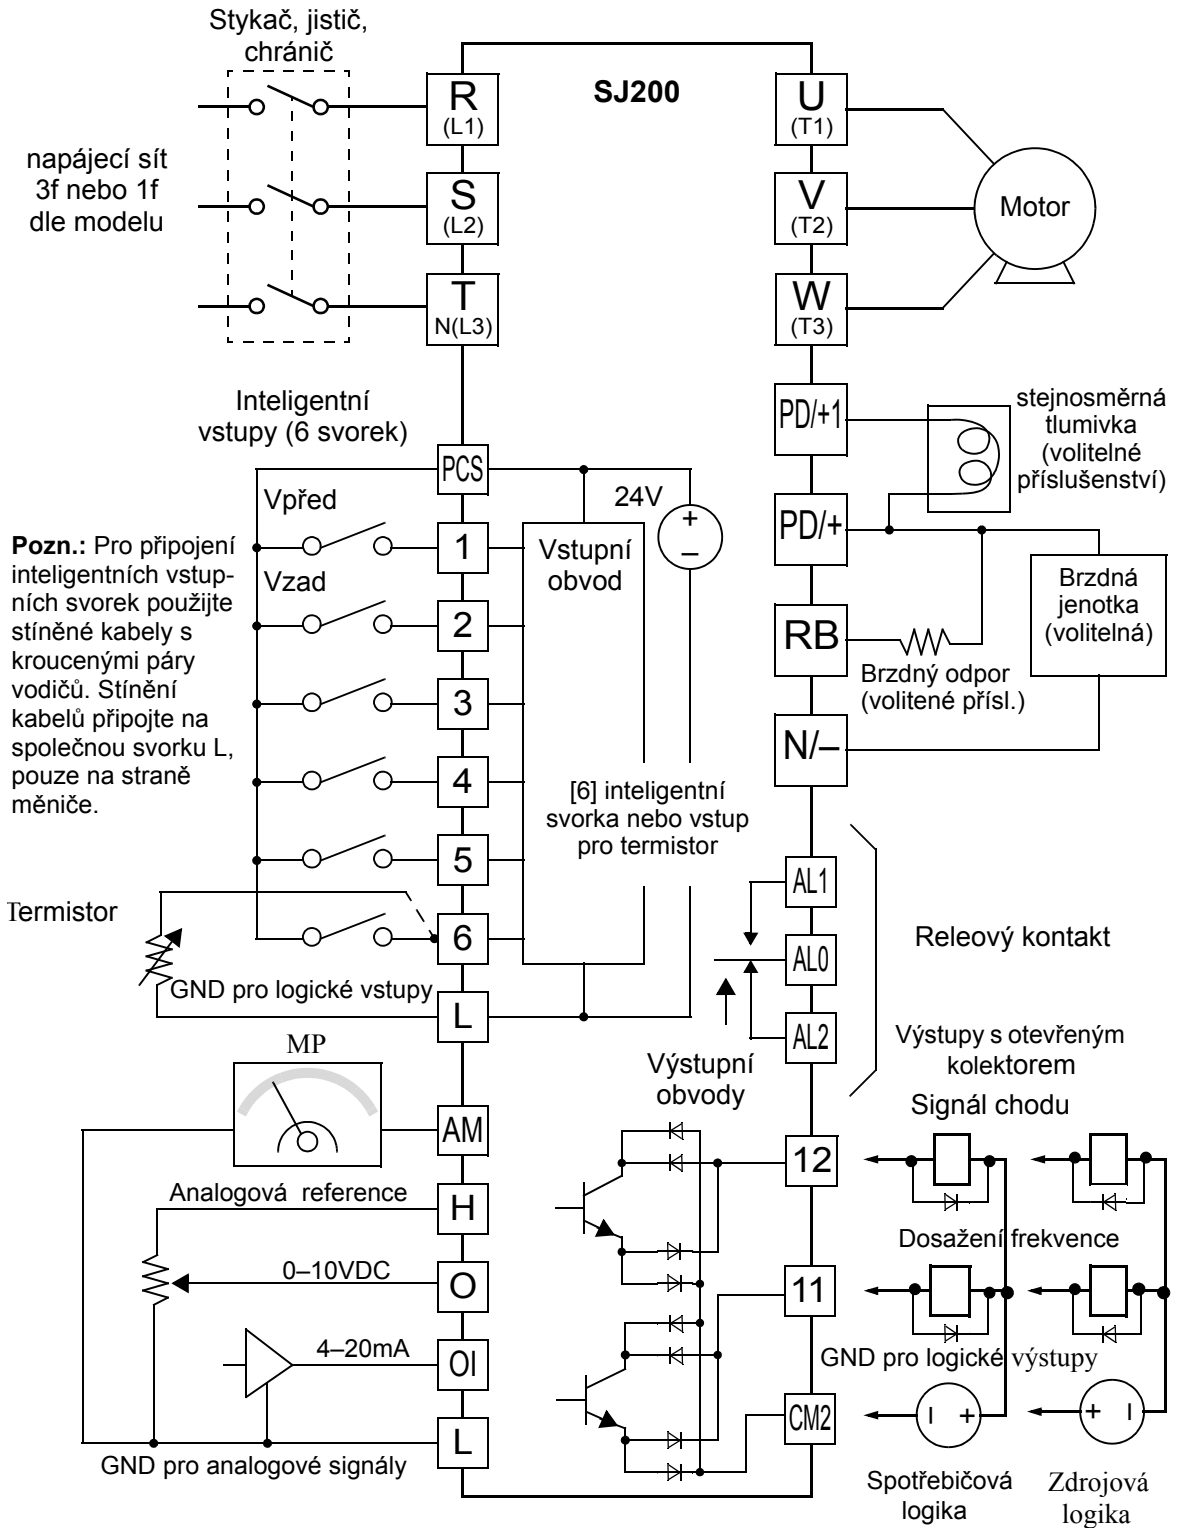 Stykač, jistič,
chránič
SJ200
R
(L1)
S
(L2)
T
N(L3)
napájecí sít
3f nebo 1f
dle modelu
U
(T1)
V
(T2)
W
(T3)
Motor
PD/+1
stejnosměrná
tlumivka
(volitelné
příslušenství)
PD/+
RB
N/–
Brzdná
jenotka
(volitelná)
Brzdný odpor
(volitené přísl.)
Inteligentní
vstupy (6 svorek)
PCS
24V
+
–
Vpřed
Vzad
1
2
3
4
5
6
L
Vstupní
obvod
Pozn.: Pro připojení
inteligentních vstup-
ních svorek použijte
stíněné kabely s
kroucenými páry
vodičů. Stínění
kabelů připojte na
společnou svorku L,
pouze na straně
měniče.
[6] inteligentní
svorka nebo vstup
pro termistor
Termistor
GND pro logické vstupy
AL1
AL0
AL2
Releový kontakt
Výstupy s otevřeným
kolektorem
MP
AM
Výstupní
obvody
Signál chodu
12
Analogová reference
H
0–10VDC
O
Dosažení frekvence
11
4–20mA
OI
GND pro logické výstupy
CM2
– +
+ –
L
GND pro analogové signály
Spotřebičová
logika
Zdrojová
logika